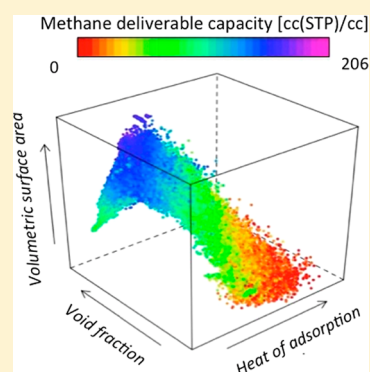 Methane deliverable capacity [cc(STP)/cc]
0
206
Volumetric surface area
Void fraction
Heat of adsorption